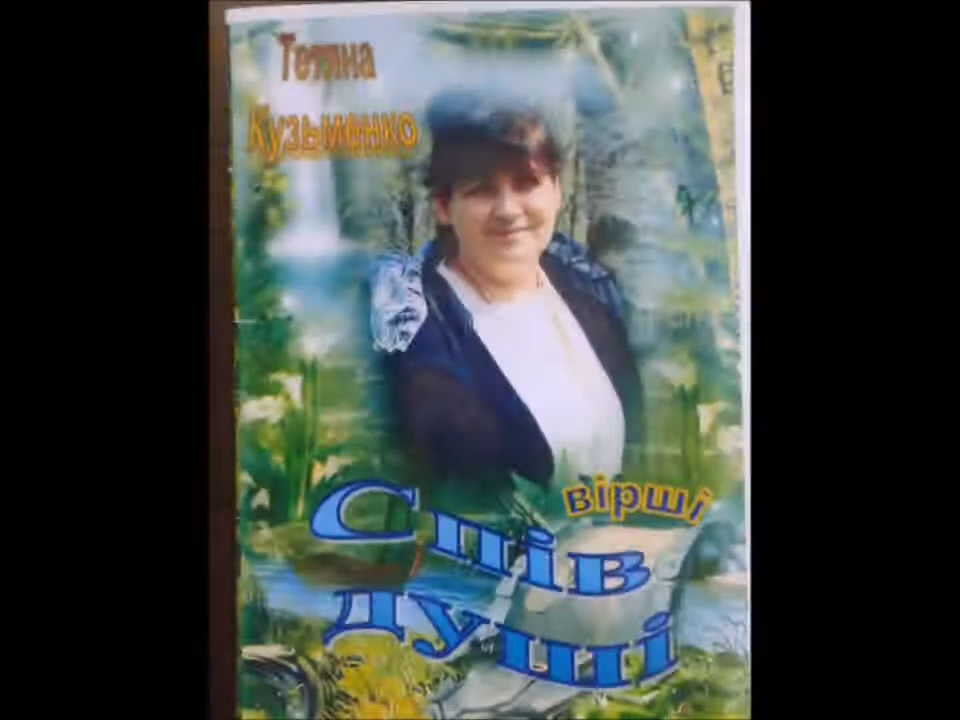 Тетяна
Кузьменко
вірші
Спів
душі